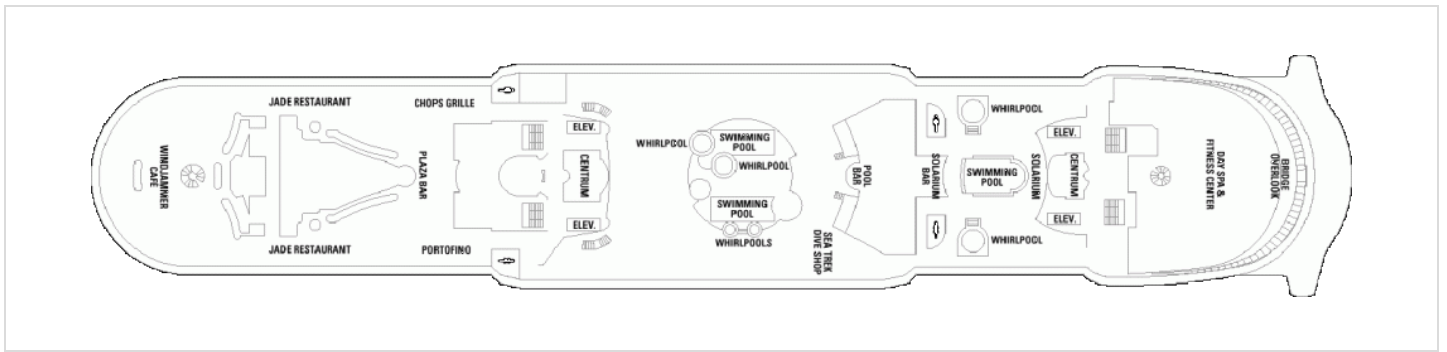 JADE RESTAURANT
CHOPS GRILLE
WINDJAMNER
CAFE
PLAZA BAR
JADE RESTAURANT
PORTOFINO
ELEV.
CENTRUM
ELEV.
WHIRLPOOL
SWIMMING
POOL
WHIRLPOOL
SWIMMING
POOL
WHIRLPOOLS
SEA TREK
DIVE SHOP
POOL
BAR
SOLARIUM
BAR
WHIRLPOOL
SWIMMING
POOL
WHIRLPOOL
SOLARIUM
ELEV.
CENTRUM
ELEV.
DAY SPA &
FITNESS CENTER
BRIDGE
OVERLOOK